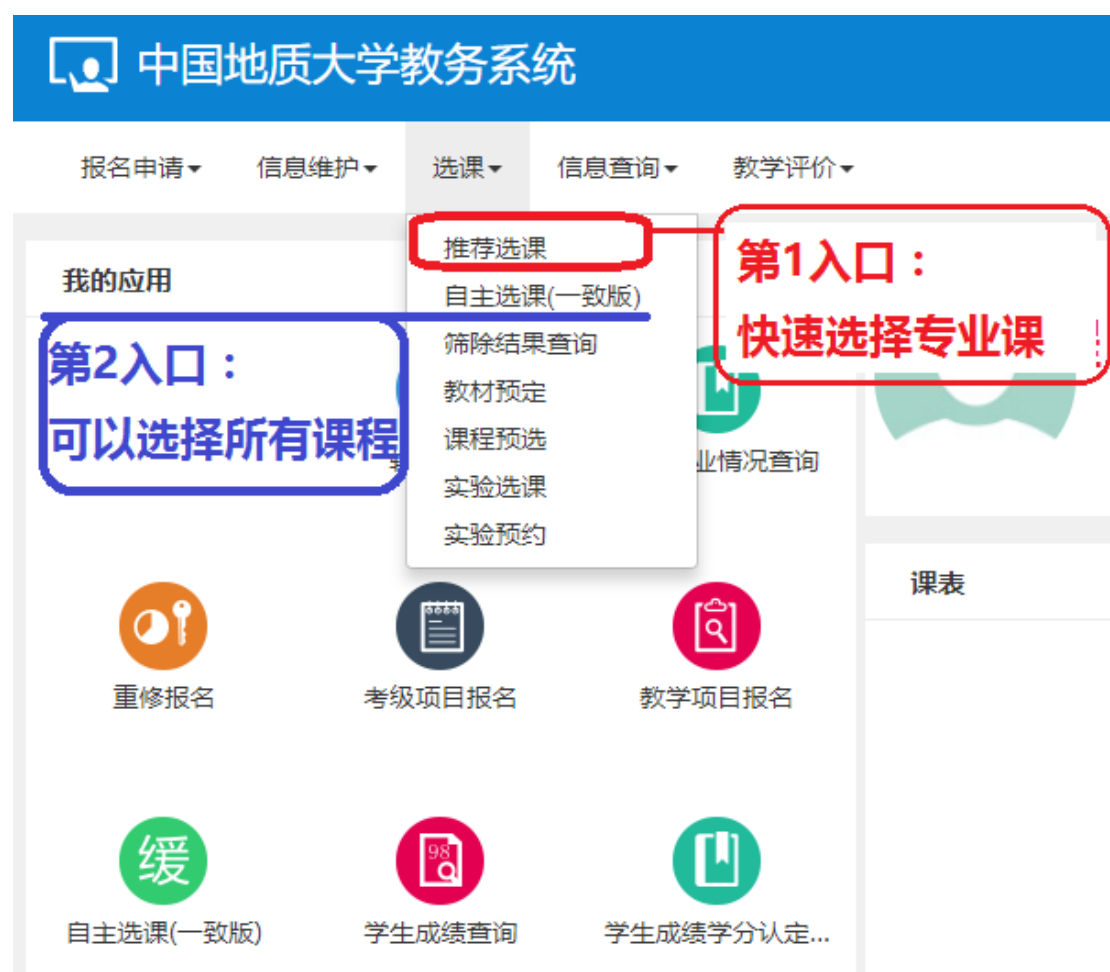 中国地质大学教务系统
报名申请 信息维护 选课 信息查询 教学评价
推荐选课
自主选课(一致版)
筛除结果查询
教材预定
课程预选
实验选课
实验预约
第1入口：
快速选择专业课
我的应用
第2入口：
可以选择所有课程
业情况查询
课表
重修报名
考级项目报名
教学项目报名
缓
98
自主选课(一致版)
学生成绩查询
学生成绩学分认定...